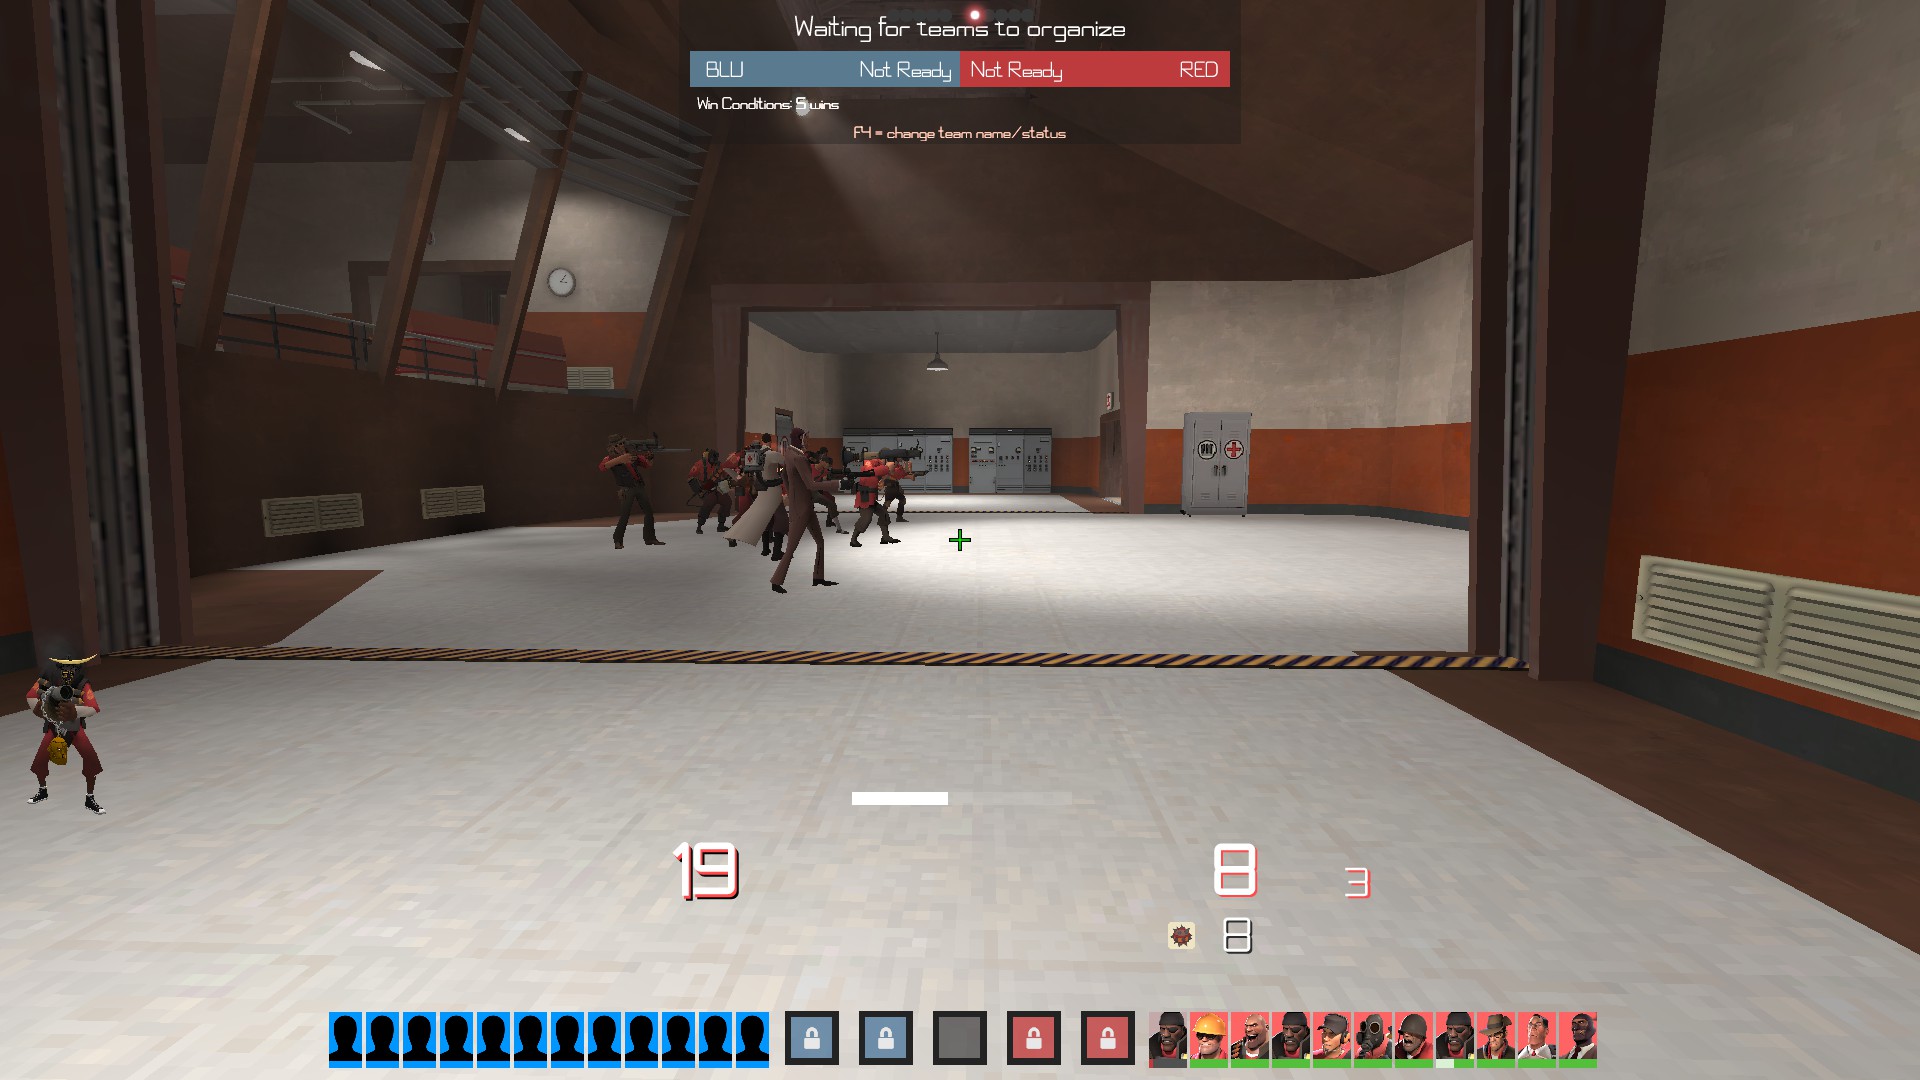 Waiting for teams to organize
BLU Not Ready Not Ready RED
Win Conditions: 5 wins
F4 = change team name/status
19
8 3
8